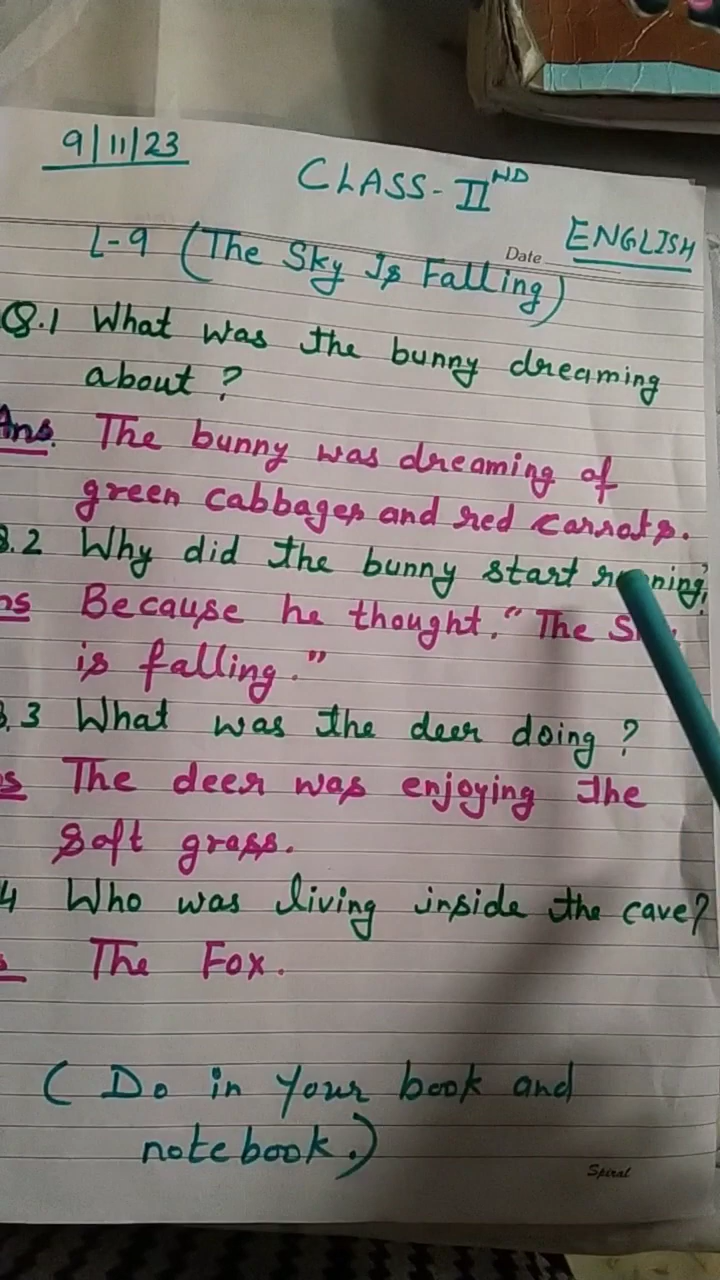 9/11/23
CLASS-II ND
ENGLISH
Date
L-9 (The Sky Is Falling)
Q.1 What was the bunny dreaming
about ?
Ans. The bunny was dreaming of
green cabbages and red carrots.
.2 Why did the bunny start
ns Because he thought, "The
is falling."
.3 What was the deer doing ?
s The deer was enjoying the
soft grass.
4 Who was living inside the cave?
s The Fox.
( Do in your book and
notebook.)
Spiral